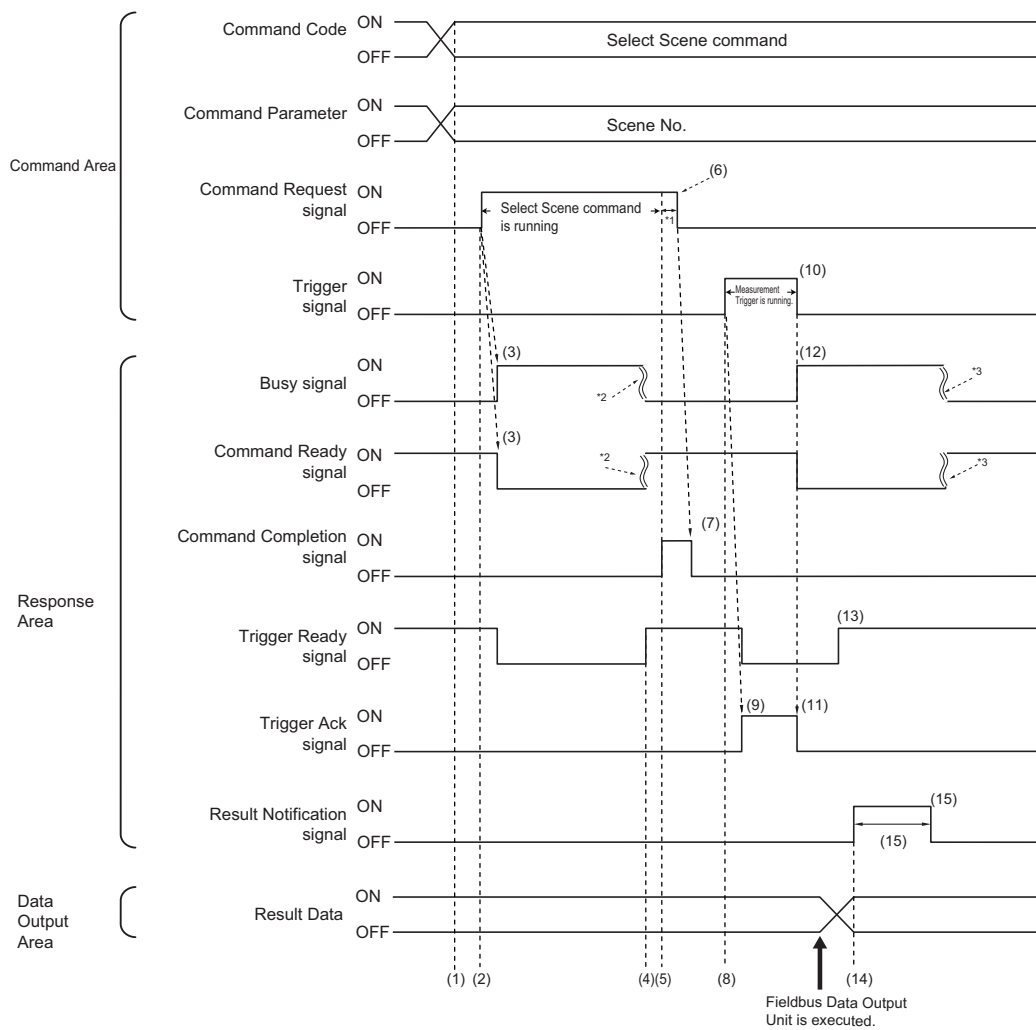 Command Code ON
OFF
Select Scene command
Command Parameter ON
OFF
Scene No.
Command Area
Command Request
signal
ON
OFF
Select Scene command
is running
*1
(6)
Trigger
signal
ON
OFF
Measurement
Trigger is running.
(10)
Busy signal
ON
OFF
(3)
*2
(12)
*3
Command Ready
signal
ON
OFF
(3)
*2
*3
Command Completion
signal
ON
OFF
(7)
Response
Area
Trigger Ready
signal
ON
OFF
(13)
Trigger Ack
signal
ON
OFF
(9)
(11)
Result Notification
signal
ON
OFF
(15)
(15)
Data
Output
Area
Result Data
ON
OFF
(1) (2) (4)(5) (8) (14)
Fieldbus Data Output
Unit is executed.